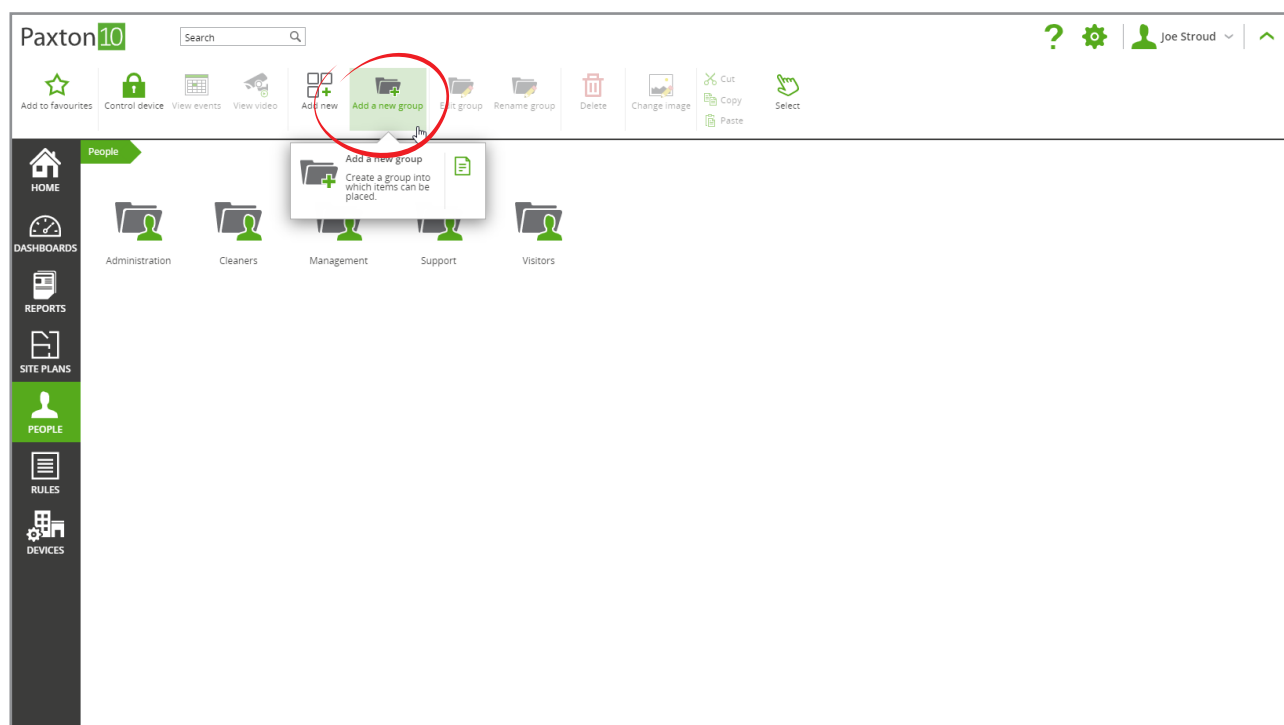 Paxton 10
Search
Joe Stroud
Add to favourites
Control device
View events
View video
Add new
Add a new group
Edit group
Rename group
Delete
Change image
Cut
Copy
Paste
Select
People
Add a new group
Create a group into
which items can be
placed.
HOME
DASHBOARDS
REPORTS
SITE PLANS
PEOPLE
RULES
DEVICES
Administration
Cleaners
Management
Support
Visitors